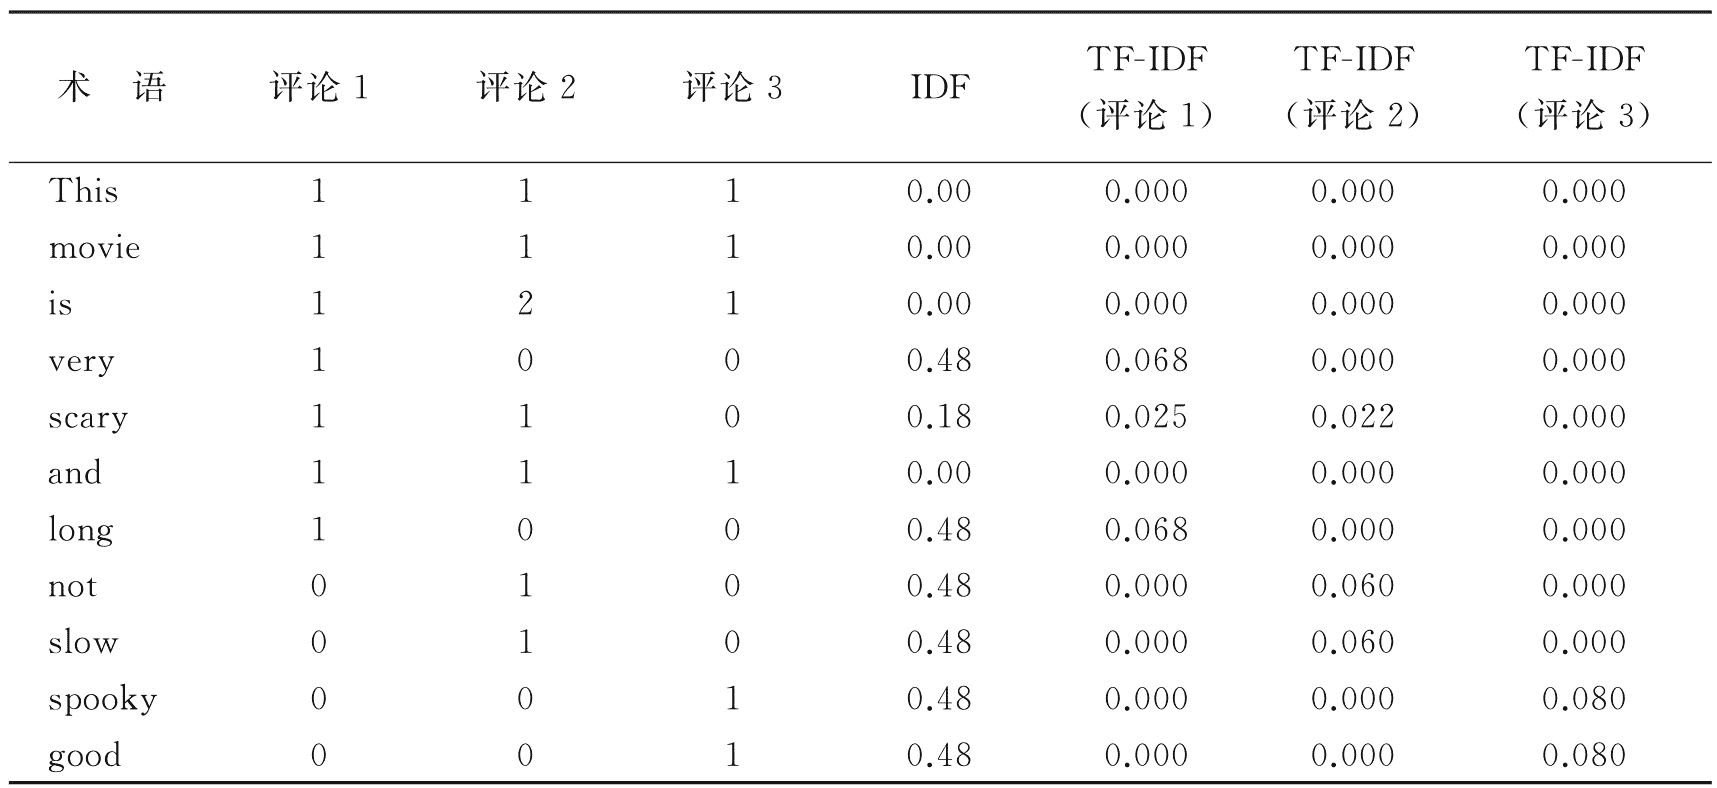 术 语 评论 1 评论 2 评论 3 IDF TF-IDF（评论 1） TF-IDF（评论 2） TF-IDF（评论 3）
This 1 1 1 0.00 0.000 0.000 0.000
movie 1 1 1 0.00 0.000 0.000 0.000
is 1 2 1 0.00 0.000 0.000 0.000
very 1 0 0 0.48 0.068 0.000 0.000
scary 1 1 0 0.18 0.025 0.022 0.000
and 1 1 1 0.00 0.000 0.000 0.000
long 1 0 0 0.48 0.068 0.000 0.000
not 0 1 0 0.48 0.000 0.060 0.000
slow 0 1 0 0.48 0.000 0.060 0.000
spooky 0 0 1 0.48 0.000 0.000 0.080
good 0 0 1 0.48 0.000 0.000 0.080